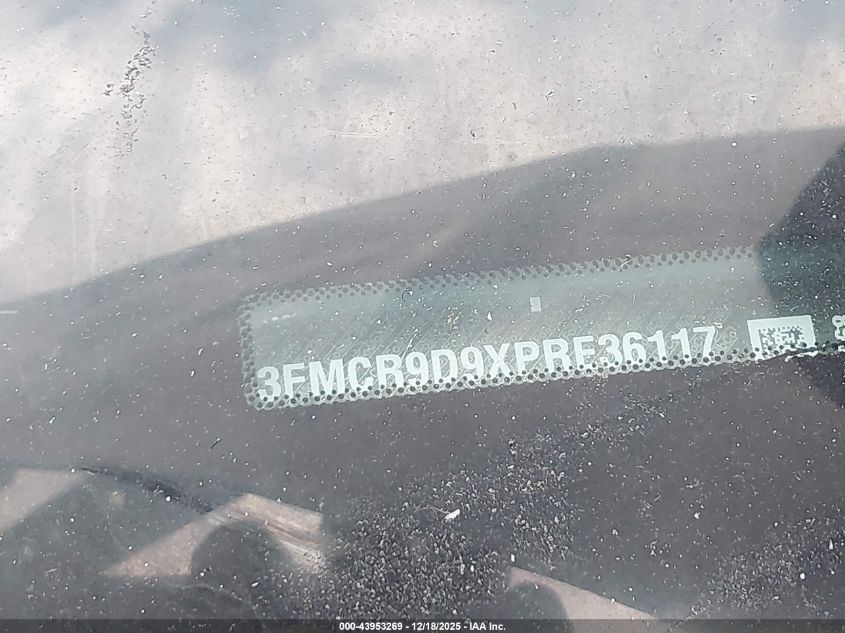 3FMCR9D9XPRE36117
000-43953269 - 12/18/2025 - IAA Inc.